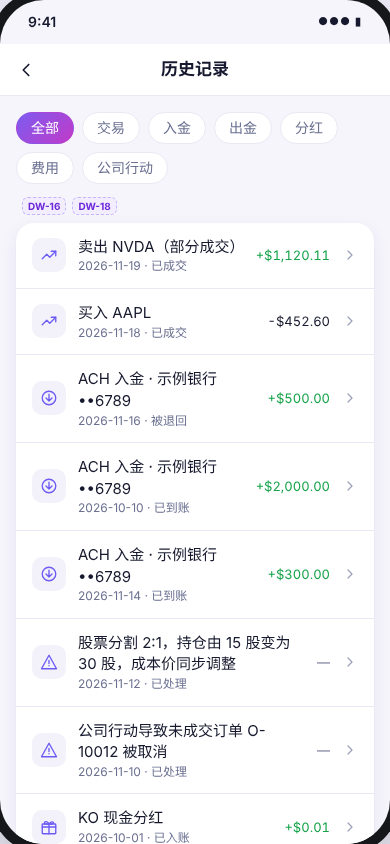 9:41
历史记录
全部
交易
入金
出金
分红
费用
公司行动
DW-16 DW-18
卖出 NVDA（部分成交）
+$1,120.11
2026-11-19 · 已成交
买入 AAPL
-$452.60
2026-11-18 · 已成交
ACH 入金 · 示例银行
••6789
+$500.00
2026-11-16 · 被退回
ACH 入金 · 示例银行
••6789
+$2,000.00
2026-10-10 · 已到账
ACH 入金 · 示例银行
••6789
+$300.00
2026-11-14 · 已到账
股票分割 2:1，持仓由 15 股变为
30 股，成本价同步调整
—
2026-11-12 · 已处理
公司行动导致未成交订单 O-
10012 被取消
—
2026-11-10 · 已处理
KO 现金分红
+$0.01
2026-10-01 · 已入账